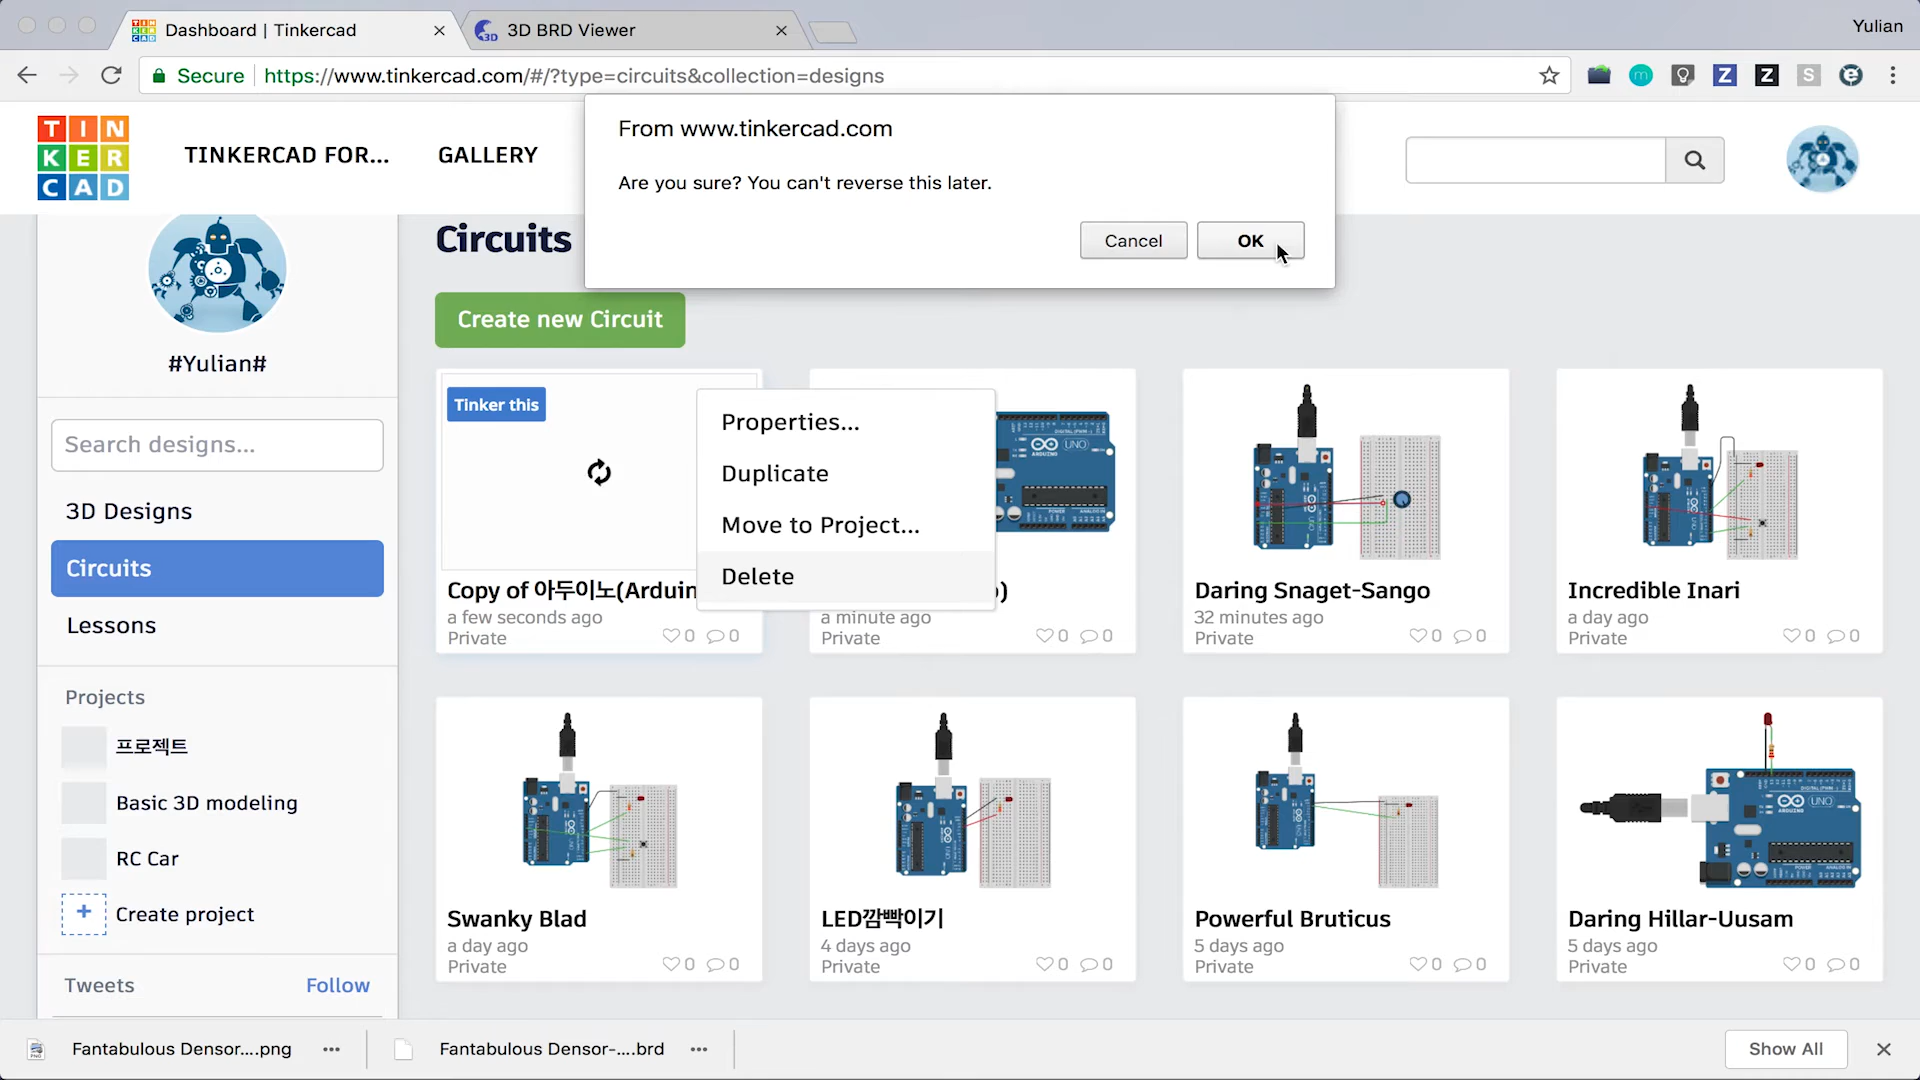 Dashboard | Tinkercad
3D BRD Viewer
Yulian
Secure
https://www.tinkercad.com/#/?type=circuits&collection=designs
From www.tinkercad.com
Are you sure? You can't reverse this later.
Cancel
OK
TIN
KER
CAD
TINKERCAD FOR...
GALLERY
#Yulian#
Search designs...
3D Designs
Circuits
Lessons
Projects
프로젝트
Basic 3D modeling
RC Car
Create project
Tweets
Follow
Circuits
Create new Circuit
Tinker this
Properties...
Duplicate
Move to Project...
Delete
Copy of 아두이노(Arduin
a few seconds ago
Private
0
0
)
a minute ago
Private
0
0
Daring Snaget-Sango
32 minutes ago
Private
0
0
Incredible Inari
a day ago
Private
0
0
Swanky Blad
a day ago
Private
0
0
LED깜빡이기
4 days ago
Private
0
0
Powerful Bruticus
5 days ago
Private
0
0
Daring Hillar-Uusam
5 days ago
Private
0
0
UNO
ARDUINO
UNO
ARDUINO
Fantabulous Densor....png
Fantabulous Densor-....brd
Show All